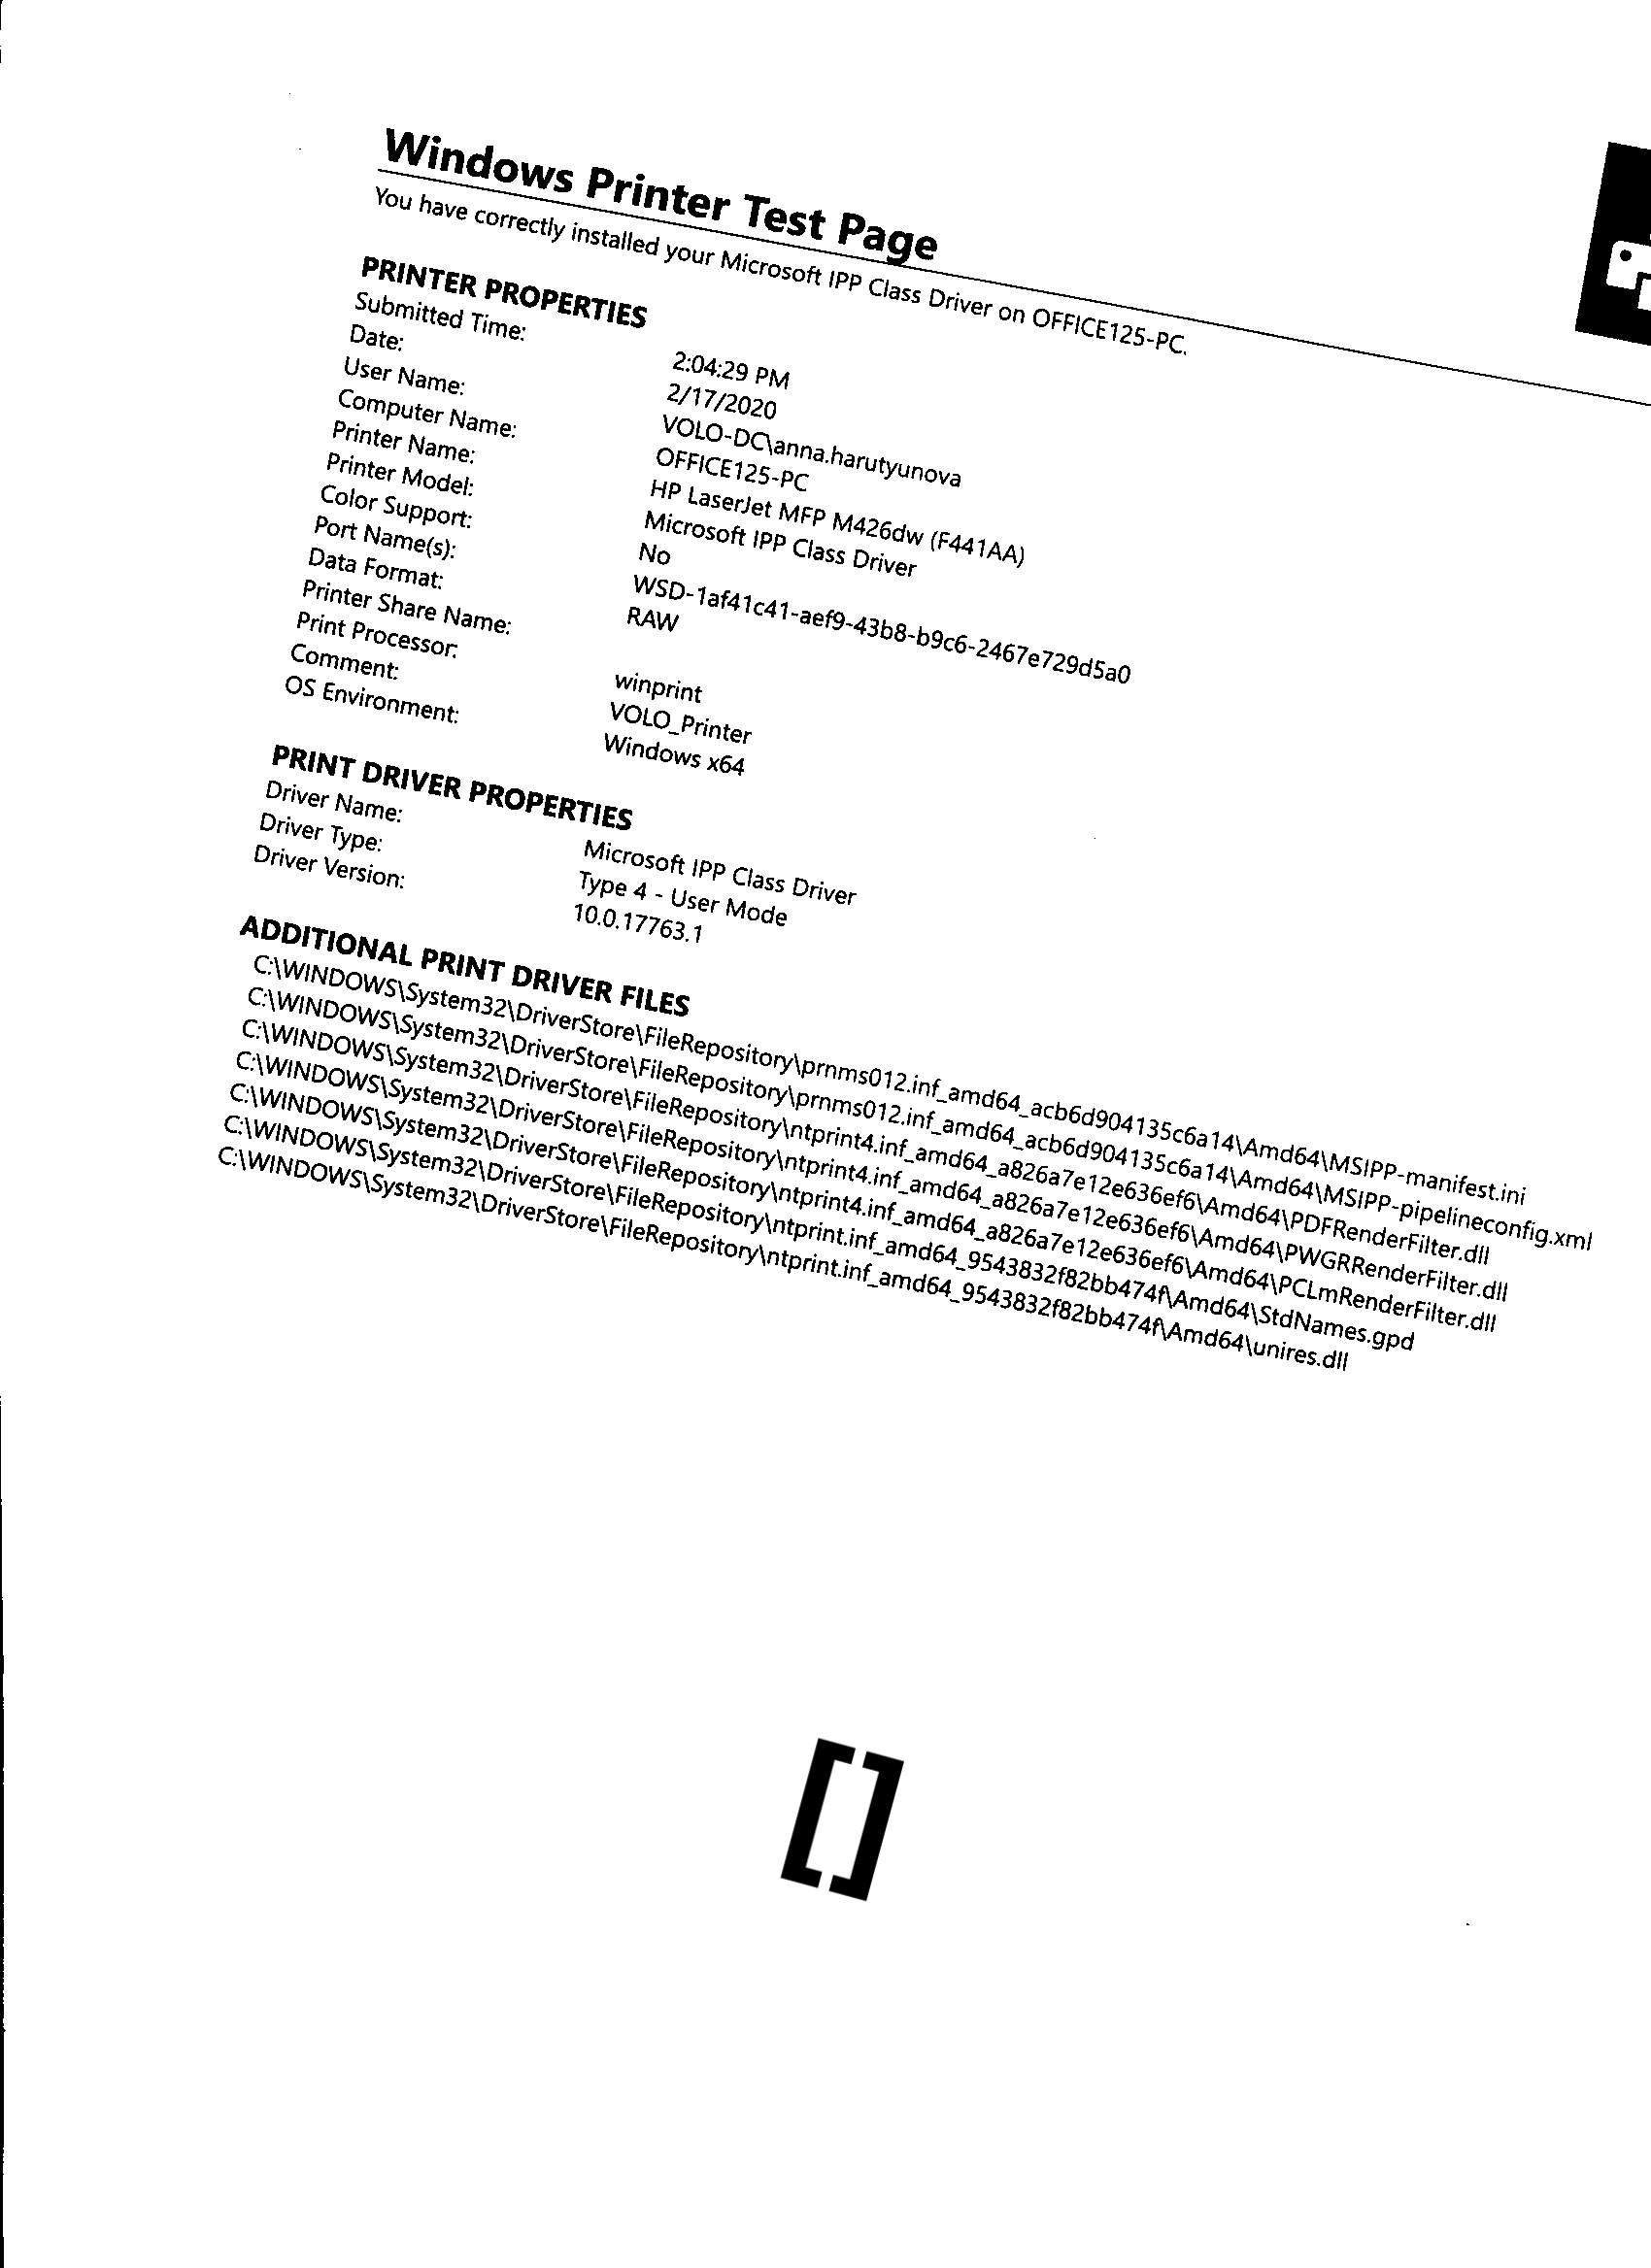 Windows Printer Test Page
You have correctly installed your Microsoft IPP Class Driver on OFFICE125-PC.
PRINTER PROPERTIES
Submitted Time: 2:04:29 PM
Date: 2/17/2020
User Name: VOLO-DC\anna.harutyunova
Computer Name: OFFICE125-PC
Printer Name: HP LaserJet MFP M426dw (F441AA)
Printer Model: Microsoft IPP Class Driver
Color Support: No
Port Name(s): WSD-1af41c41-aef9-43b8-b9c6-2467e729d5a0
Data Format: RAW
Printer Share Name:
Print Processor: winprint
Comment: VOLO_Printer
OS Environment: Windows x64
PRINT DRIVER PROPERTIES
Driver Name: Microsoft IPP Class Driver
Driver Type: Type 4 - User Mode
Driver Version: 10.0.17763.1
ADDITIONAL PRINT DRIVER FILES
C:\WINDOWS\System32\DriverStore\FileRepository\prnms012.inf_amd64_acb6d904135c6a14\Amd64\MSIPP-manifest.ini
C:\WINDOWS\System32\DriverStore\FileRepository\prnms012.inf_amd64_acb6d904135c6a14\Amd64\MSIPP-pipelineconfig.xml
C:\WINDOWS\System32\DriverStore\FileRepository\ntprint4.inf_amd64_a826a7e12e636ef6\Amd64\PDFRenderFilter.dll
C:\WINDOWS\System32\DriverStore\FileRepository\ntprint4.inf_amd64_a826a7e12e636ef6\Amd64\PWGRRenderFilter.dll
C:\WINDOWS\System32\DriverStore\FileRepository\ntprint4.inf_amd64_a826a7e12e636ef6\Amd64\PCLmRenderFilter.dll
C:\WINDOWS\System32\DriverStore\FileRepository\ntprint.inf_amd64_9543832f82bb474f\Amd64\StdNames.gpd
C:\WINDOWS\System32\DriverStore\FileRepository\ntprint.inf_amd64_9543832f82bb474f\Amd64\unires.dll
[]